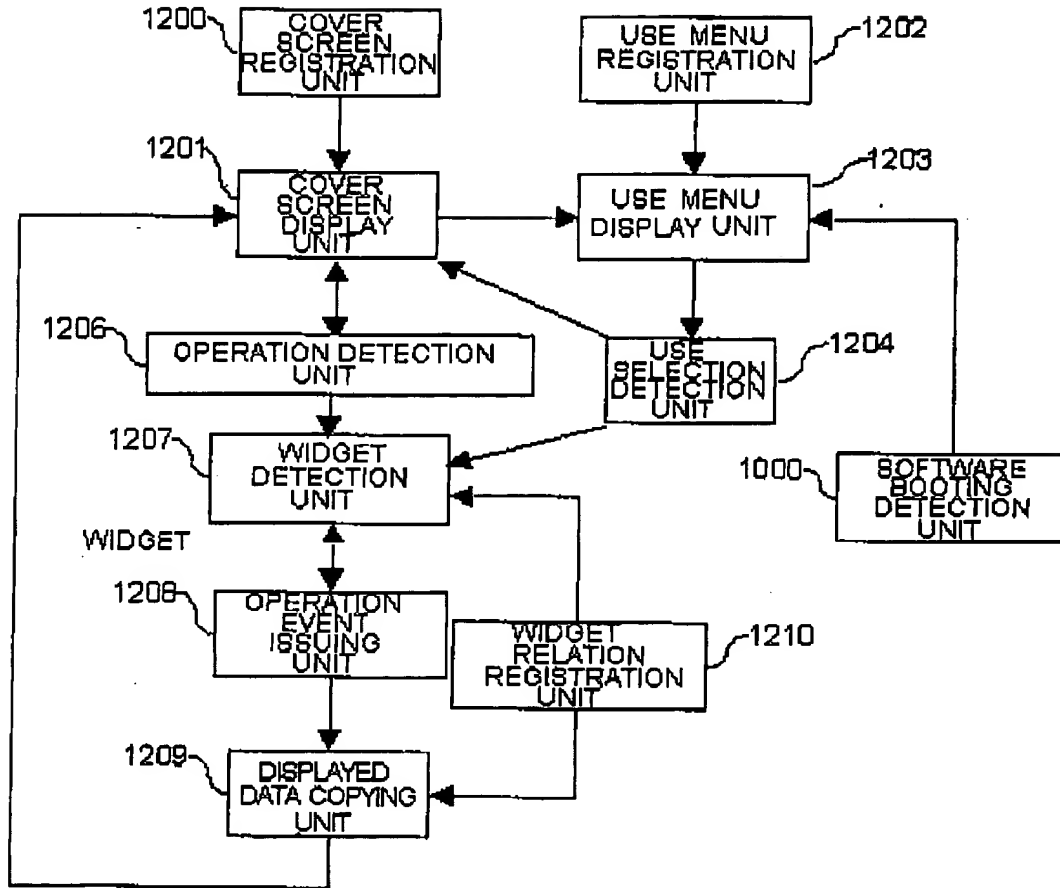 1200
COVER
SCREEN
REGISTRATION
UNIT
USE MENU
REGISTRATION
UNIT
1202
1201
COVER
SCREEN
DISPLAY
UNIT
USE MENU
DISPLAY UNIT
1203
1206
OPERATION DETECTION
UNIT
USE
SELECTION
DETECTION
UNIT
1204
1207
WIDGET
DETECTION
UNIT
1000
SOFTWARE
BOOTING
DETECTION
UNIT
WIDGET
1208
OPERATION
EVENT
ISSUING
UNIT
WIDGET
RELATION
REGISTRATION
UNIT
1210
1209
DISPLAYED
DATA COPYING
UNIT